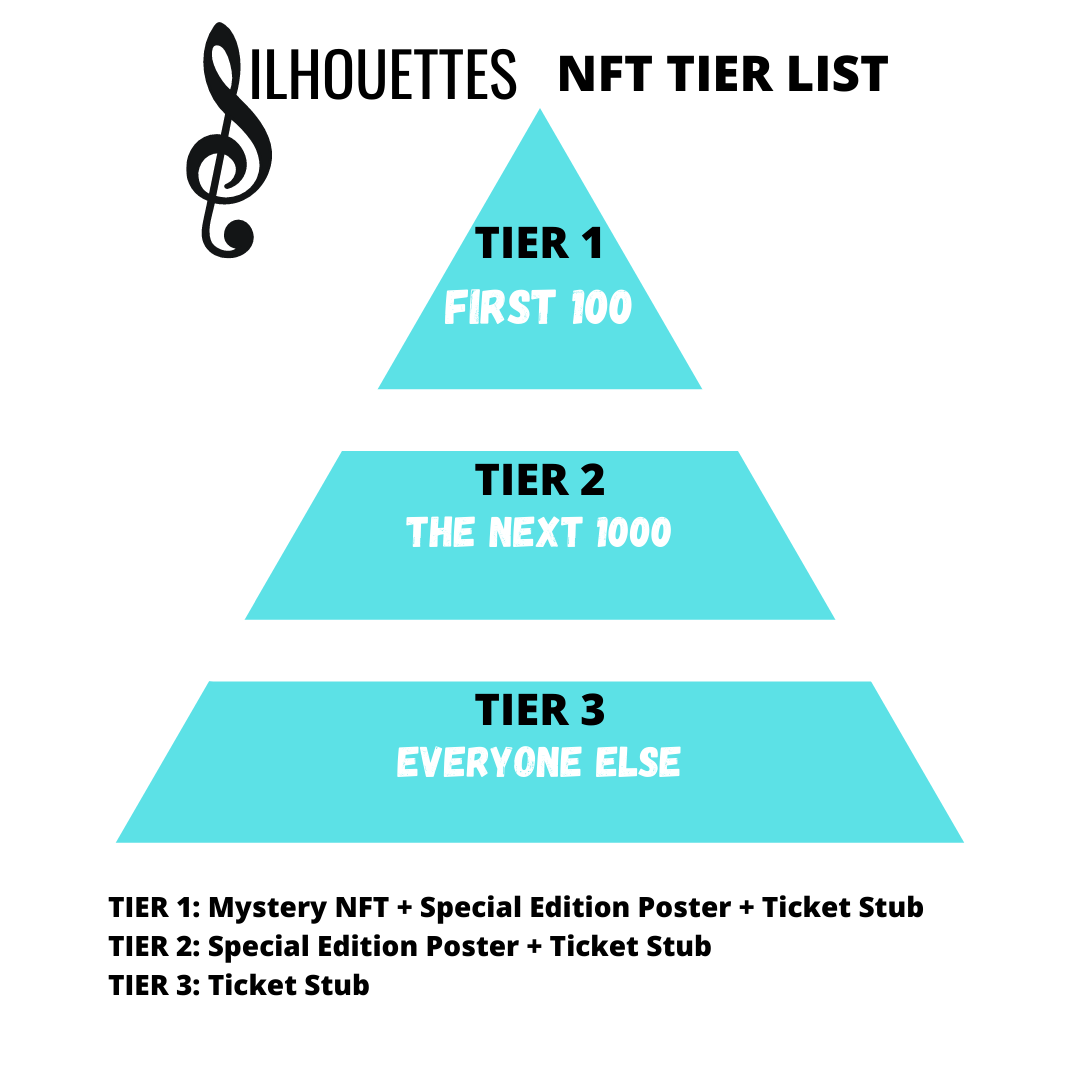 SILHOUETTES NFT TIER LIST
TIER 1
FIRST 100
TIER 2
THE NEXT 1000
TIER 3
EVERYONE ELSE
TIER 1: Mystery NFT + Special Edition Poster + Ticket Stub
TIER 2: Special Edition Poster + Ticket Stub
TIER 3: Ticket Stub